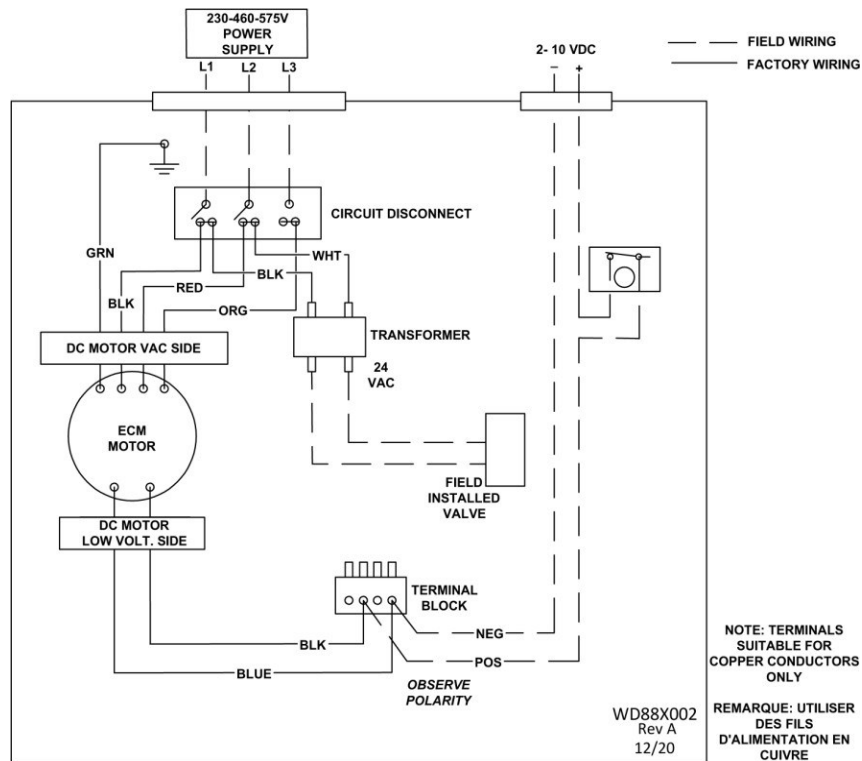 230-460-575V
POWER
SUPPLY
L1 L2 L3
2- 10 VDC
– +
FIELD WIRING
FACTORY WIRING
CIRCUIT DISCONNECT
GRN
WHT
BLK
RED
BLK
ORG
TRANSFORMER
DC MOTOR VAC SIDE
24
VAC
ECM
MOTOR
FIELD
INSTALLED
VALVE
DC MOTOR
LOW VOLT. SIDE
TERMINAL
BLOCK
NEG
BLK
POS
BLUE
OBSERVE
POLARITY
NOTE: TERMINALS
SUITABLE FOR
COPPER CONDUCTORS
ONLY
WD88X002
Rev A
12/20
REMARQUE: UTILISER
DES FILS
D'ALIMENTATION EN
CUIVRE